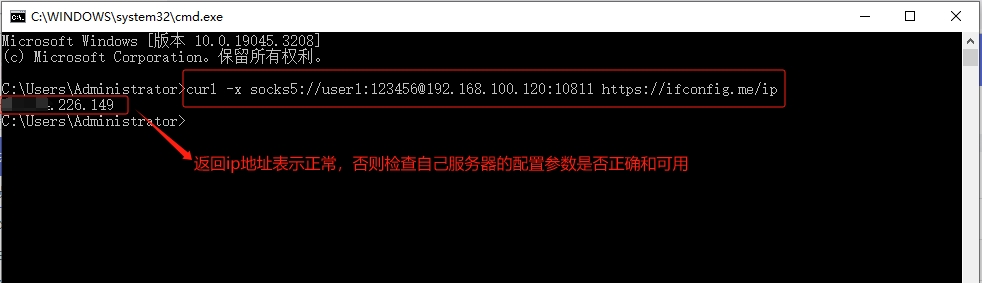 C:\WINDOWS\system32\cmd.exe
Microsoft Windows [版本 10.0.19045.3208]
(c) Microsoft Corporation。保留所有权利。
C:\Users\Administrator>curl -x socks5://user1:123456@192.168.100.120:10811 https://ifconfig.me/ip
.226.149
C:\Users\Administrator>
返回ip地址表示正常，否则检查自己服务器的配置参数是否正确和可用